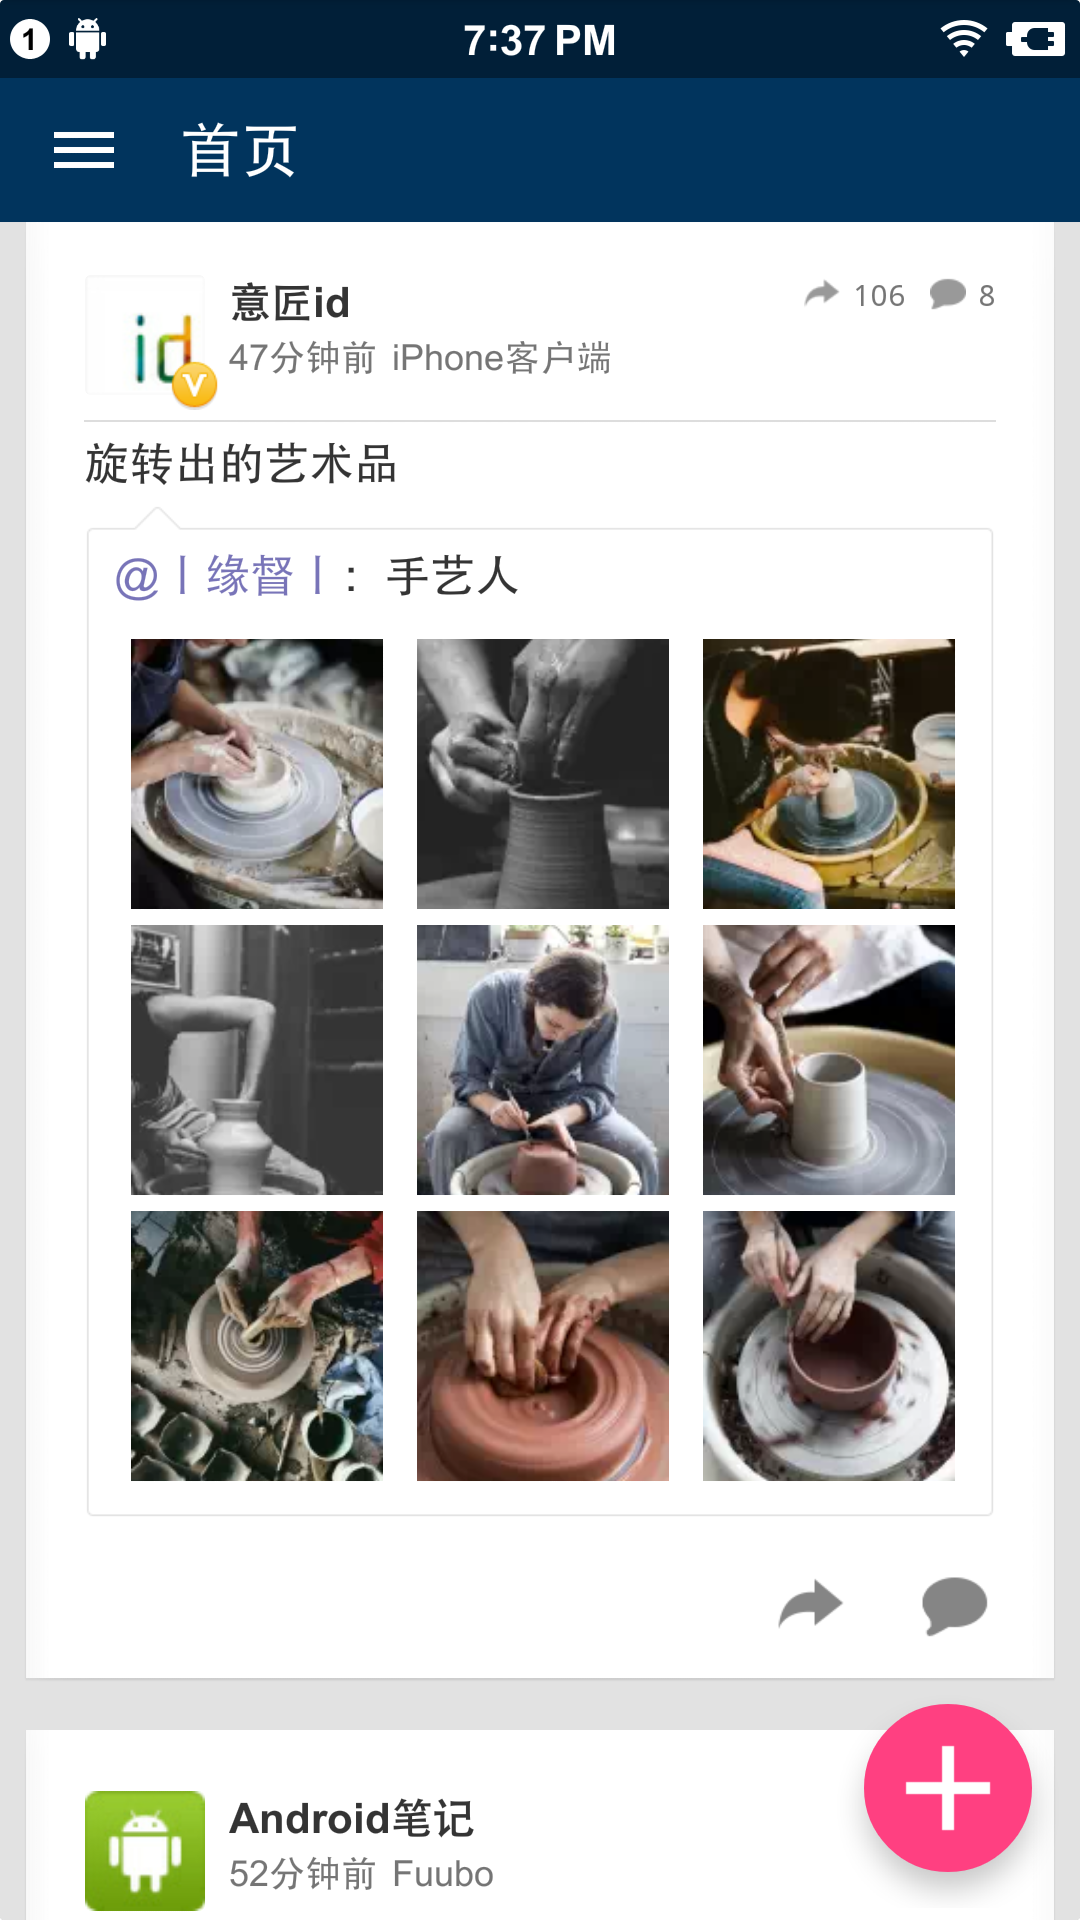 1 7:37 PM
首页
id V
意匠id
106 8
47分钟前 iPhone客户端
旋转出的艺术品
@丨缘督丨: 手艺人
Android笔记
52分钟前 Fuubo